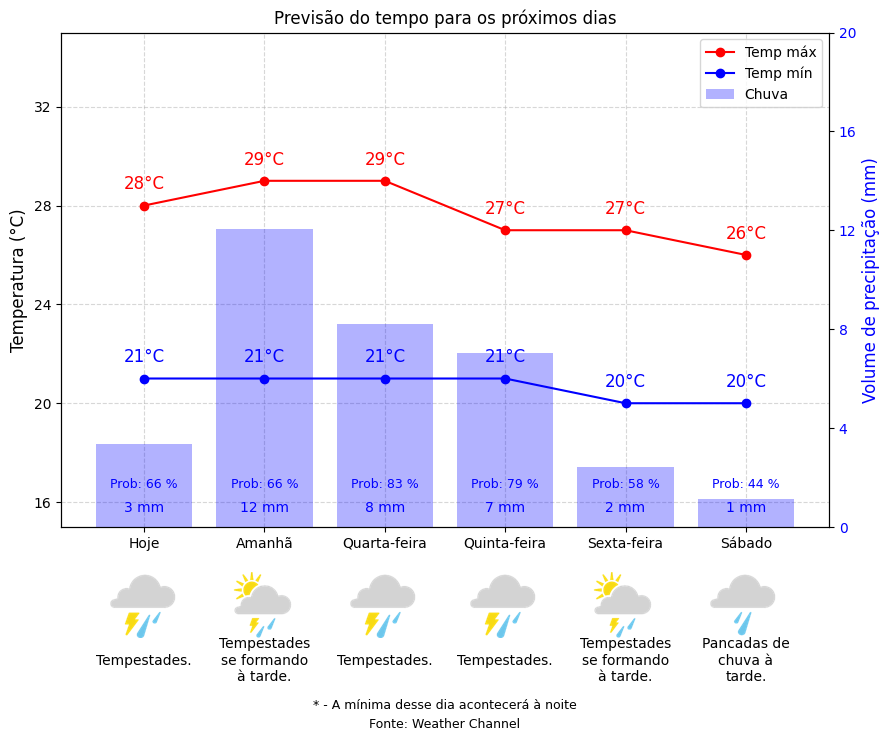 Previsão do tempo para os próximos dias
Temp máx
Temp mín
Chuva
Temperatura (°C)
Volume de precipitação (mm)
32
28
24
20
16
20
16
12
8
4
0
28°C 29°C 29°C 27°C 27°C 26°C
21°C 21°C 21°C 21°C 20°C 20°C
Prob: 66 % Prob: 66 % Prob: 83 % Prob: 79 % Prob: 58 % Prob: 44 %
3 mm 12 mm 8 mm 7 mm 2 mm 1 mm
Hoje Amanhã Quarta-feira Quinta-feira Sexta-feira Sábado
Tempestades.
Tempestades
se formando
à tarde.
Tempestades.
Tempestades.
Tempestades
se formando
à tarde.
Pancadas de
chuva à
tarde.
* - A mínima desse dia acontecerá à noite
Fonte: Weather Channel